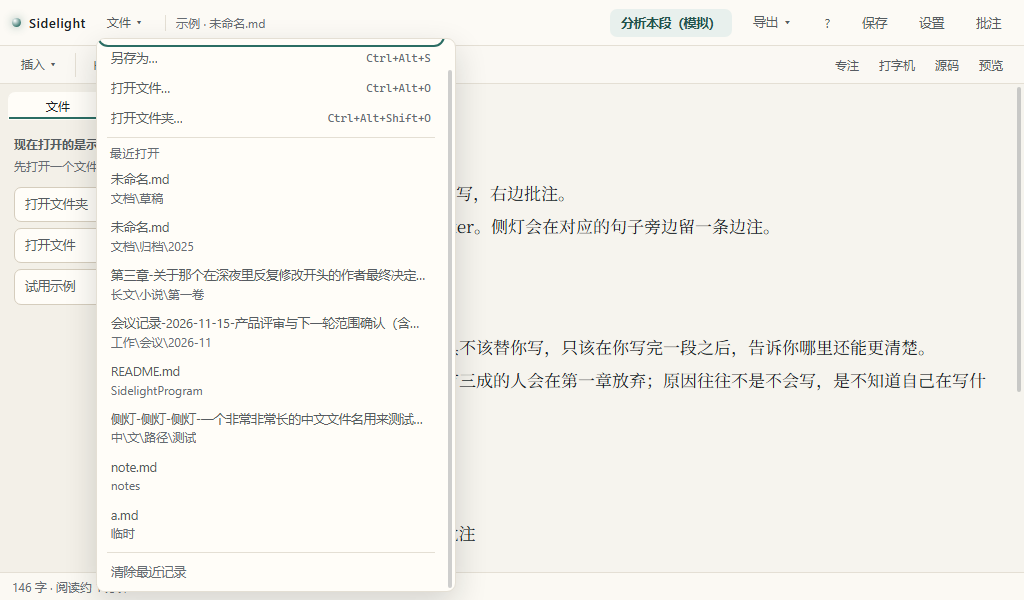 Sidelight
文件
示例 · 未命名.md
分析本段（模拟）
导出
?
保存
设置
批注
插入
专注
打字机
源码
预览
文件
现在打开的是示
先打开一个文件
打开文件夹
打开文件
试用示例
另存为... Ctrl+Alt+S
打开文件... Ctrl+Alt+O
打开文件夹... Ctrl+Alt+Shift+O
最近打开
未命名.md
文档\草稿
未命名.md
文档\归档\2025
第三章-关于那个在深夜里反复修改开头的作者最终决定...
长文\小说\第一卷
会议记录-2026-11-15-产品评审与下一轮范围确认（含...
工作\会议\2026-11
README.md
SidelightProgram
侧灯-侧灯-侧灯-一个非常非常长的中文文件名用来测试...
中\文\路径\测试
note.md
notes
a.md
临时
清除最近记录
写，右边批注。
er。侧灯会在对应的句子旁边留一条边注。
不该替你写，只该在你写完一段之后，告诉你哪里还能更清楚。
三成的人会在第一章放弃；原因往往不是不会写，是不知道自己在写什
注
146 字 · 阅读约